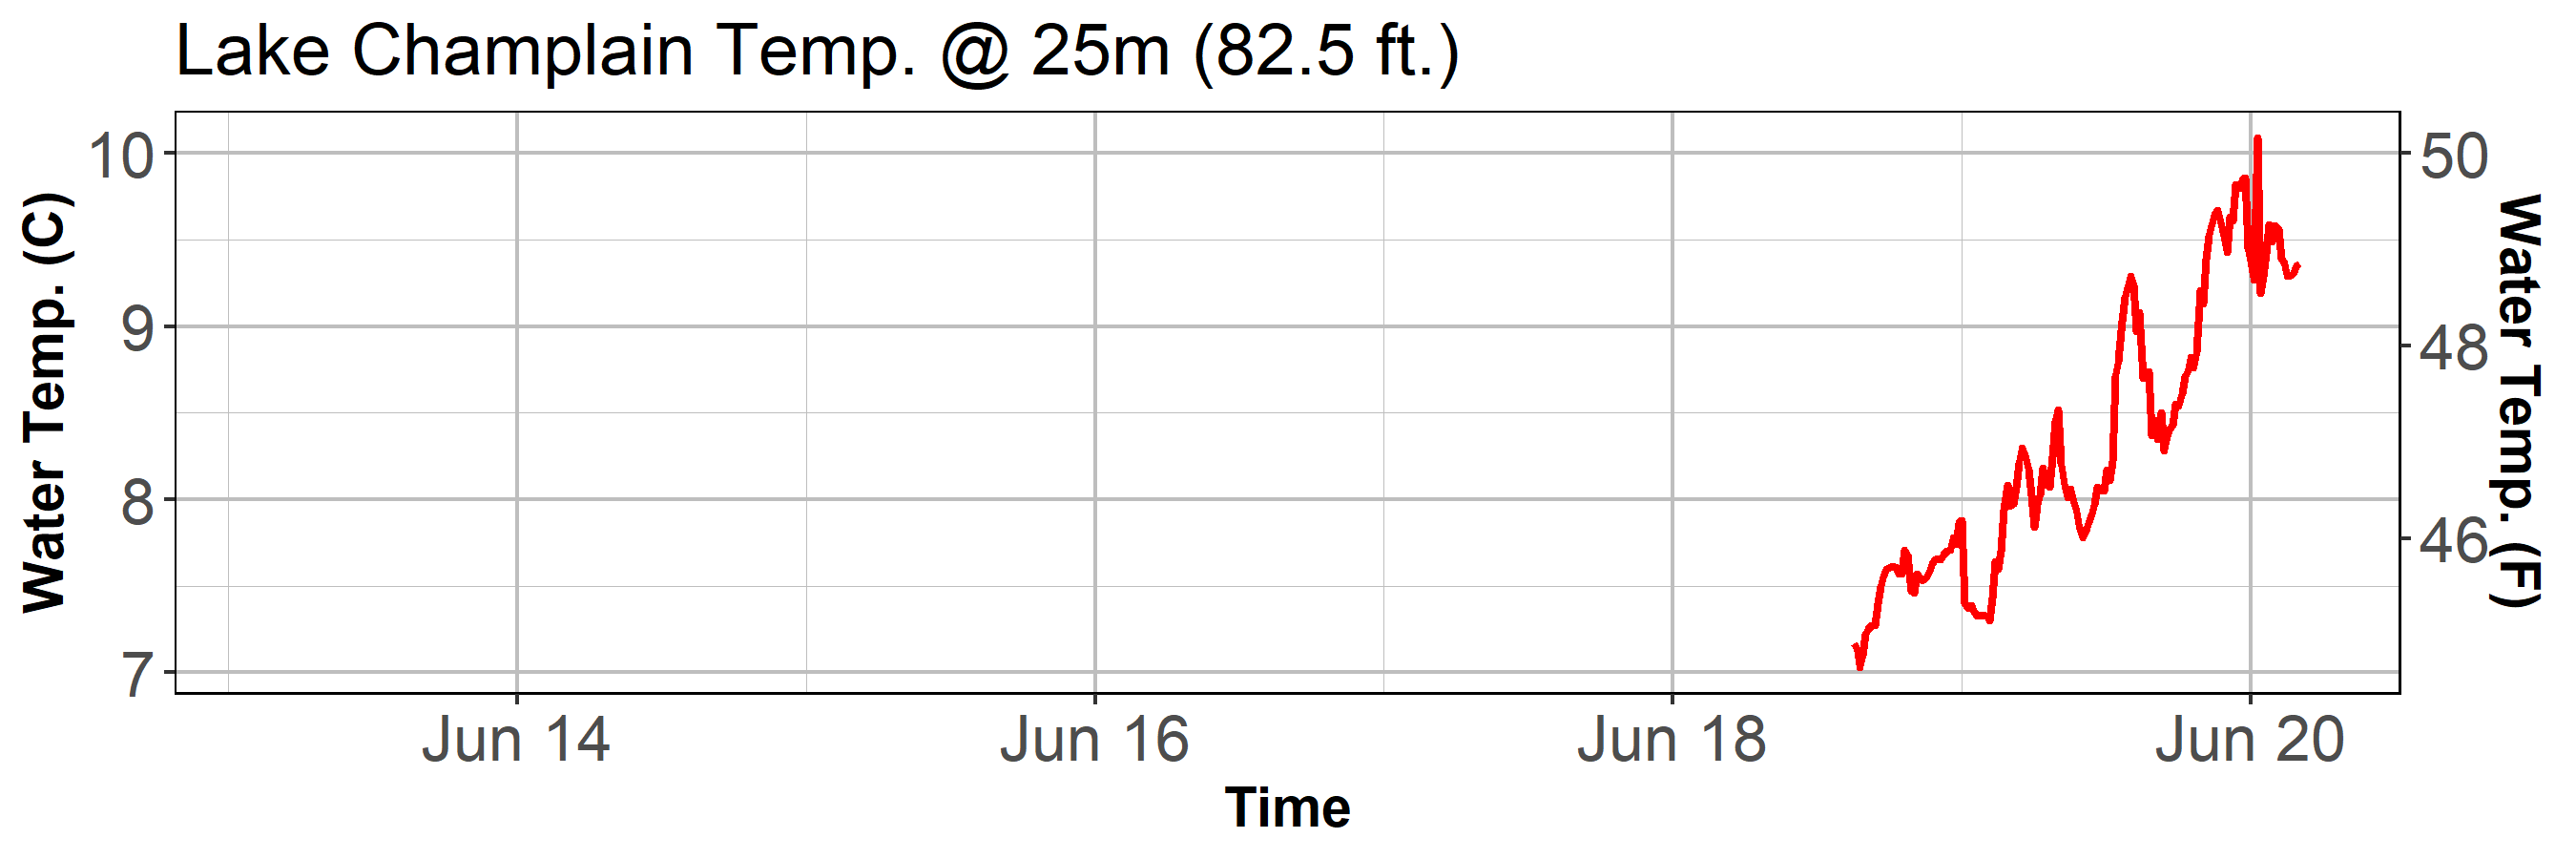 Lake Champlain Temp. @ 25m (82.5 ft.)
Water Temp. (C)
10
9
8
7
50
48
46
Water Temp. (F)
Jun 14
Jun 16
Jun 18
Jun 20
Time